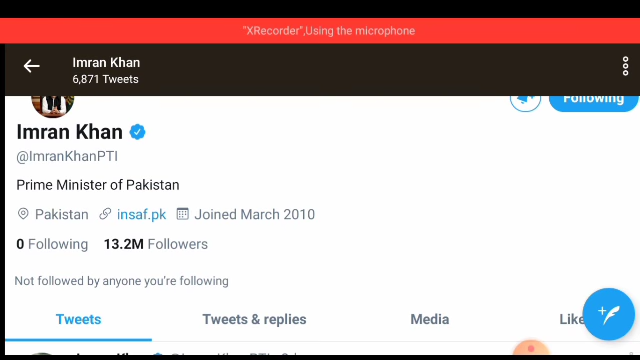 "XRecorder",Using the microphone
Imran Khan
6,871 Tweets
Following
Imran Khan
@ImranKhanPTI
Prime Minister of Pakistan
Pakistan insaf.pk Joined March 2010
0 Following 13.2M Followers
Not followed by anyone you're following
Tweets Tweets & replies Media Like